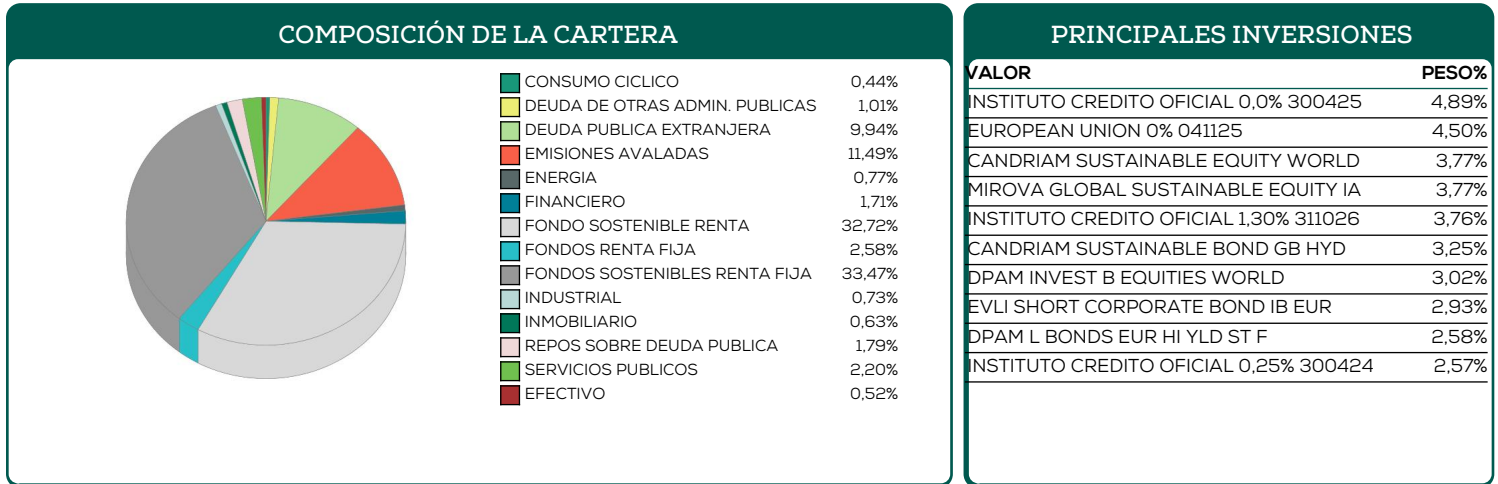 COMPOSICIÓN DE LA CARTERA
CONSUMO CICLICO 0,44%
DEUDA DE OTRAS ADMIN. PUBLICAS 1,01%
DEUDA PUBLICA EXTRANJERA 9,94%
EMISIONES AVALADAS 11,49%
ENERGIA 0,77%
FINANCIERO 1,71%
FONDO SOSTENIBLE RENTA 32,72%
FONDOS RENTA FIJA 2,58%
FONDOS SOSTENIBLES RENTA FIJA 33,47%
INDUSTRIAL 0,73%
INMOBILIARIO 0,63%
REPOS SOBRE DEUDA PUBLICA 1,79%
SERVICIOS PUBLICOS 2,20%
EFECTIVO 0,52%
PRINCIPALES INVERSIONES
VALOR PESO%
INSTITUTO CREDITO OFICIAL 0,0% 300425 4,89%
EUROPEAN UNION 0% 041125 4,50%
CANDRIAM SUSTAINABLE EQUITY WORLD 3,77%
MIROVA GLOBAL SUSTAINABLE EQUITY IA 3,77%
INSTITUTO CREDITO OFICIAL 1,30% 311026 3,76%
CANDRIAM SUSTAINABLE BOND GB HYD 3,25%
DPAM INVEST B EQUITIES WORLD 3,02%
EVLI SHORT CORPORATE BOND IB EUR 2,93%
DPAM L BONDS EUR HI YLD ST F 2,58%
INSTITUTO CREDITO OFICIAL 0,25% 300424 2,57%